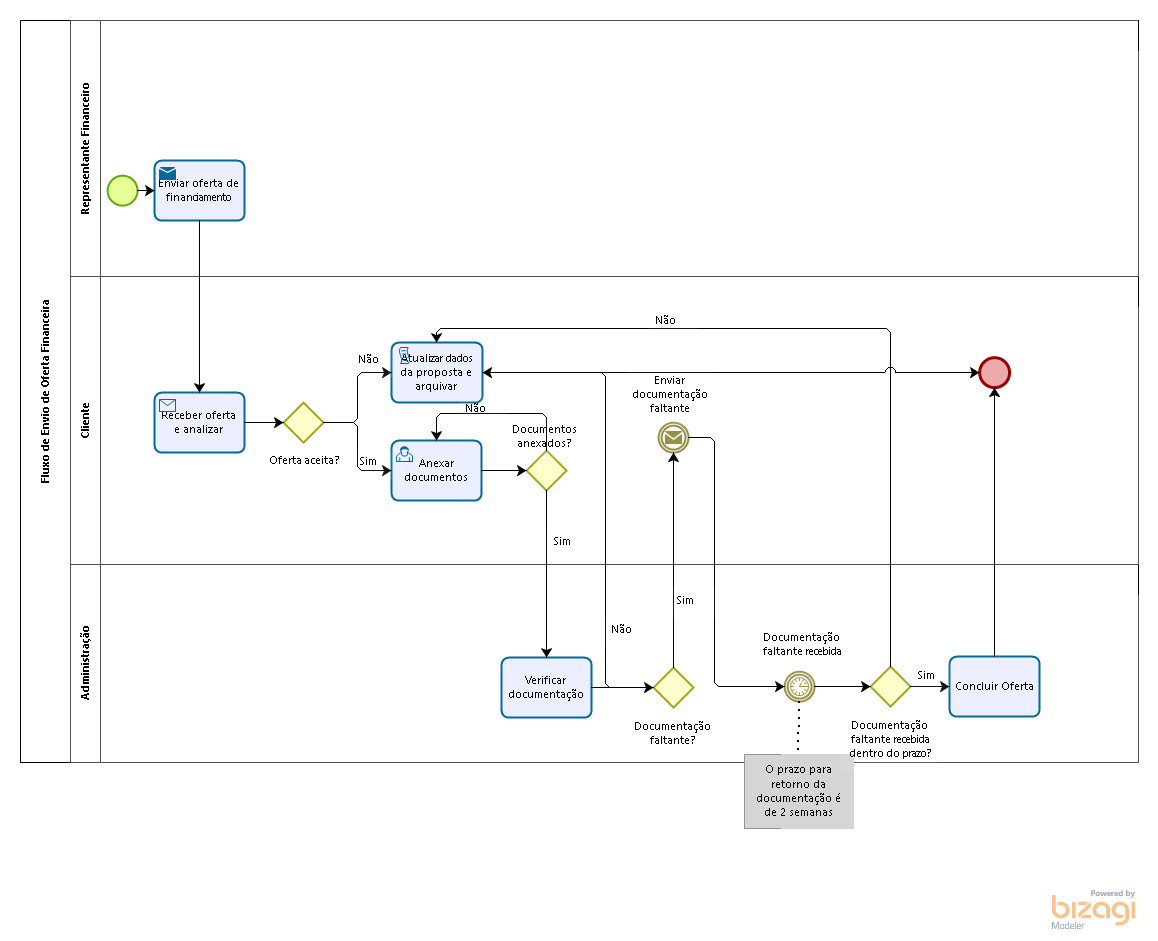 Fluxo de Envio de Oferta Financeira
Representante Financeiro
Enviar oferta de
financiamento
Cliente
Receber oferta
e analizar
Oferta aceita?
Não
Sim
Atualizar dados
da proposta e
arquivar
Não
Anexar
documentos
Não
Documentos
anexados?
Sim
Enviar
documentação
faltante
Administração
Verificar
documentação
Não
Sim
Documentação
faltante?
Documentação
faltante recebida
O prazo para
retorno da
documentação é
de 2 semanas
Documentação
faltante recebida
dentro do prazo?
Sim
Concluir Oferta
Powered by
bizagi
Modeler